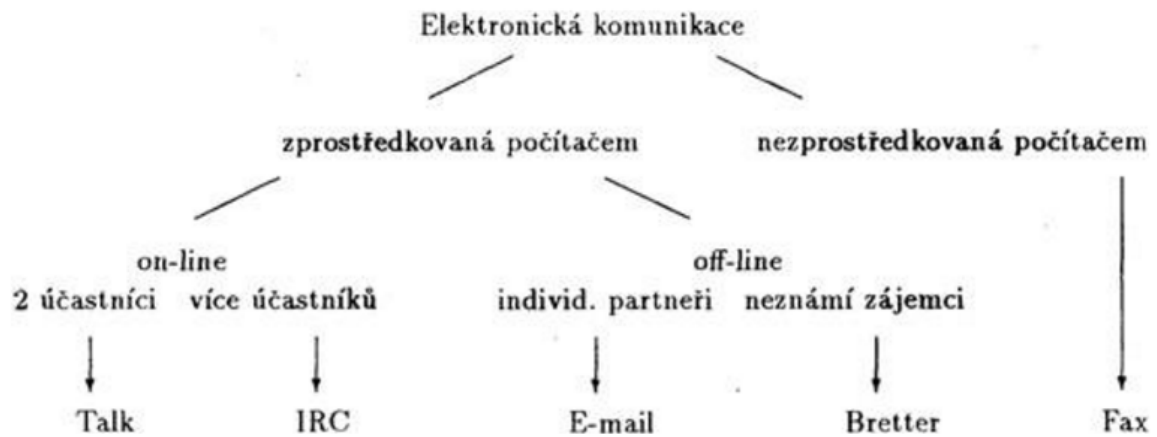 Elektronická komunikace
zprostředkovaná počítačem nezprostředkovaná počítačem
on-line off-line
2 účastníci více účastníků individ. partneři neznámí zájemci
Talk IRC E-mail Bretter Fax